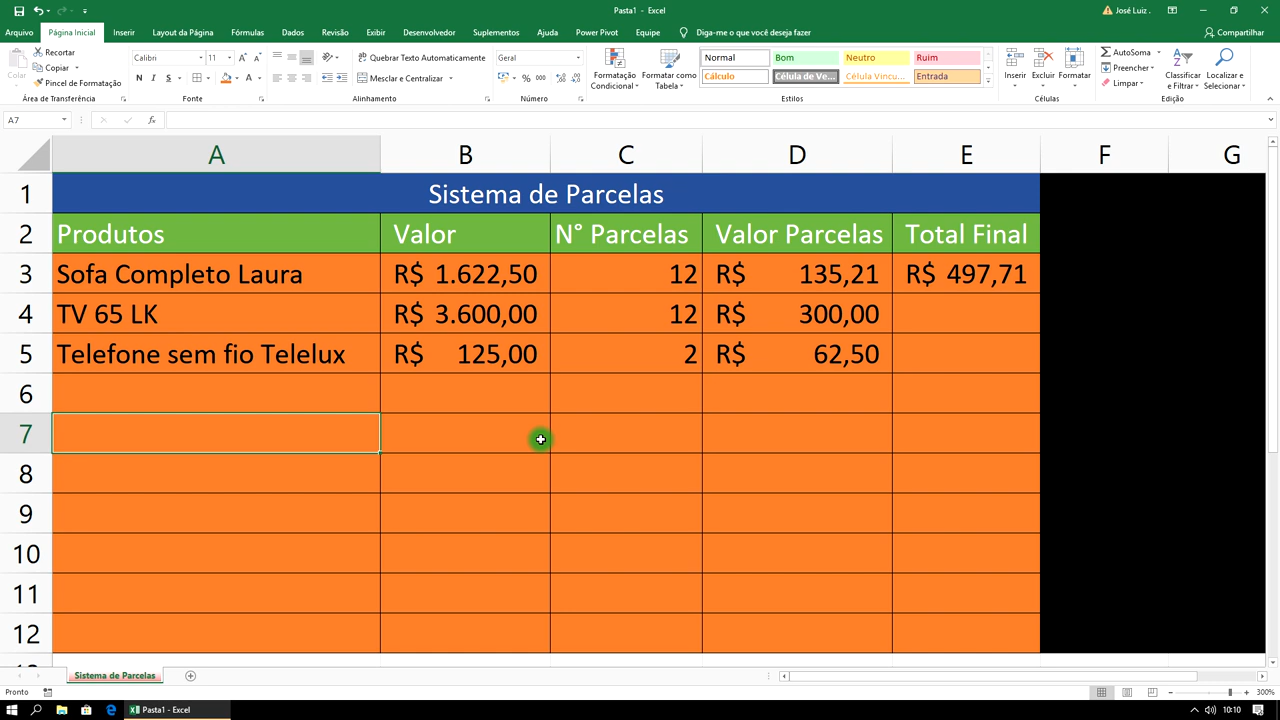 Pasta1 - Excel
José Luiz .
Arquivo Página Inicial Inserir Layout da Página Fórmulas Dados Revisão Exibir Desenvolvedor Suplementos Ajuda Power Pivot Equipe Diga-me o que você deseja fazer Compartilhar
Colar
Recortar
Copiar
Pincel de Formatação
Área de Transferência
Calibri 11
N I S
Fonte
Quebrar Texto Automaticamente
Mesclar e Centralizar
Alinhamento
Geral
% 000
Número
Formatação Condicional
Formatar como Tabela
Normal Bom Neutro Ruim
Cálculo Célula de Ve... Célula Vincu... Entrada
Estilos
Inserir Excluir Formatar
Células
AutoSoma
Preencher
Limpar
Classificar e Filtrar
Localizar e Selecionar
Edição
A7 fx
A B C D E F G
1 Sistema de Parcelas
2 Produtos Valor N° Parcelas Valor Parcelas Total Final
3 Sofa Completo Laura R$ 1.622,50 12 R$ 135,21 R$ 497,71
4 TV 65 LK R$ 3.600,00 12 R$ 300,00
5 Telefone sem fio Telelux R$ 125,00 2 R$ 62,50
6
7
8
9
10
11
12
Sistema de Parcelas
Pronto 300%
Pasta1 - Excel 10:10